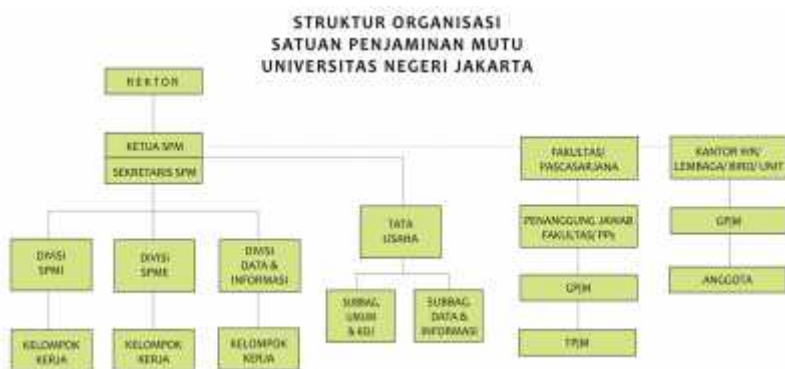 STRUKTUR ORGANISASI
SATUAN PENJAMINAN MUTU
UNIVERSITAS NEGERI JAKARTA
REKTOR
KETUA SPM
SEKRETARIS SPM
FAKULTAS/
PASCASARJANA
KANTOR
LEMBAGA/ BIRO/ UNIT
TATA
USAHA
PENANGGUNG JAWAB
FAKULTAS/ PPs
GPJM
DIVISI
SPMI
DIVISI
SPME
DIVISI
DATA &
INFORMASI
GPJM
ANGGOTA
SUBBAG
UMUM
&
SUBBAG
DATA &
INFORMASI
TPJM
KELOMPOK
KERJA
KELOMPOK
KERJA
KELOMPOK
KERJA